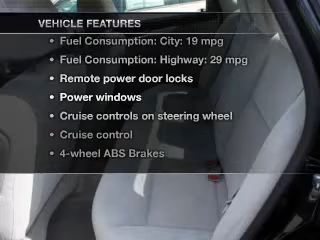 VEHICLE FEATURES
• Fuel Consumption: City: 19 mpg
• Fuel Consumption: Highway: 29 mpg
• Remote power door locks
• Power windows
• Cruise controls on steering wheel
• Cruise control
• 4-wheel ABS Brakes